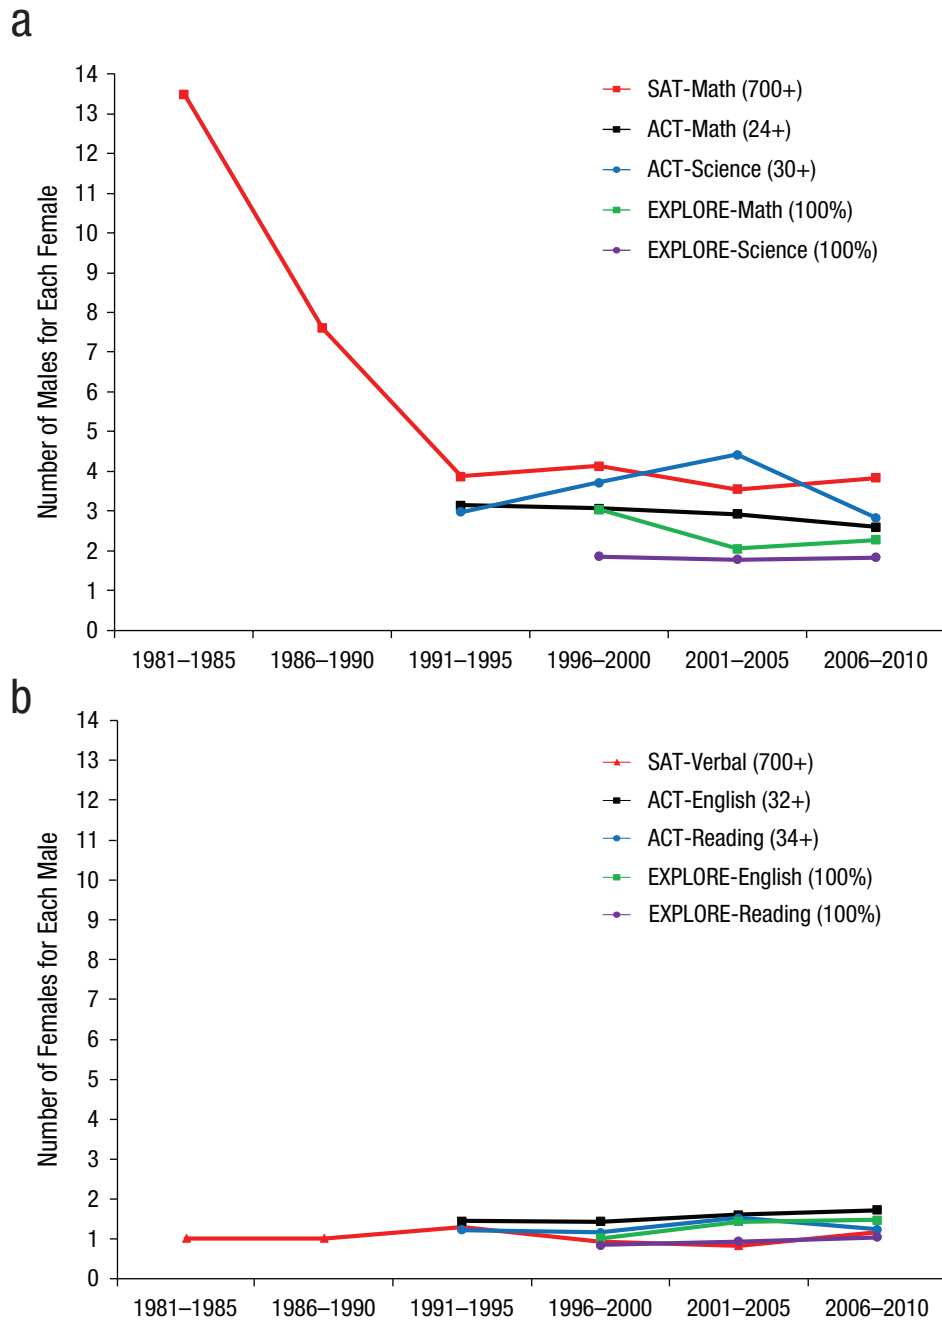 a
14
13
12
11
10
9
8
7
6
5
4
3
2
1
0
Number of Males for Each Female
SAT-Math (700+)
ACT-Math (24+)
ACT-Science (30+)
EXPLORE-Math (100%)
EXPLORE-Science (100%)
1981–1985 1986–1990 1991–1995 1996–2000 2001–2005 2006–2010
b
14
13
12
11
10
9
8
7
6
5
4
3
2
1
0
Number of Females for Each Male
SAT-Verbal (700+)
ACT-English (32+)
ACT-Reading (34+)
EXPLORE-English (100%)
EXPLORE-Reading (100%)
1981–1985 1986–1990 1991–1995 1996–2000 2001–2005 2006–2010